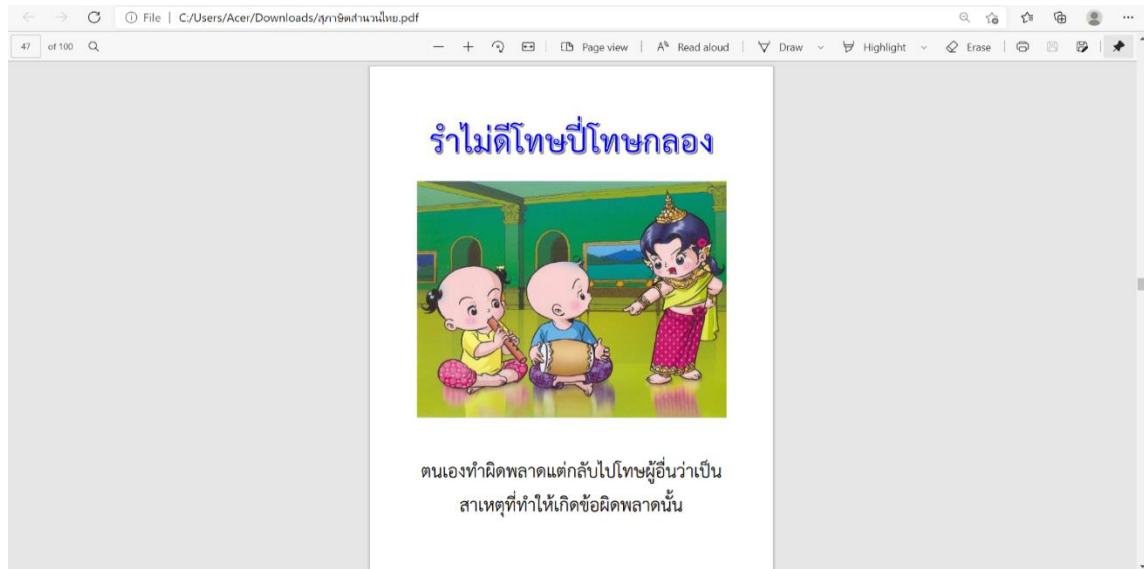 File | C:/Users/Acer/Downloads/สุภาษิตสำนวนไทย.pdf
47 of 100 Page view | Read aloud | Draw Highlight Erase
รำไม่ดีโทษปี่โทษกลอง
ตนเองทำผิดพลาดแต่กลับไปโทษผู้อื่นว่าเป็น
สาเหตุที่ทำให้เกิดข้อผิดพลาดนั้น